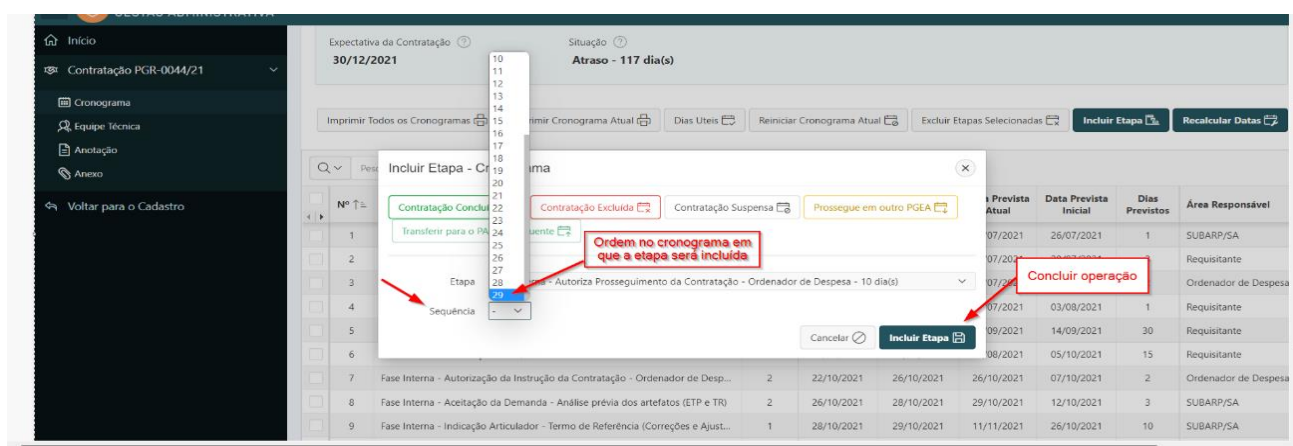 GESTÃO ADMINISTRATIVA
Início
Contratação PGR-0044/21
Cronograma
Equipe Técnica
Anotação
Anexo
Voltar para o Cadastro
Expectativa da Contratação
30/12/2021
Situação
Atraso - 117 dia(s)
Imprimir Todos os Cronogramas
Cronograma Atual
Dias Uteis
Reiniciar Cronograma Atual
Excluir Etapas Selecionadas
Incluir Etapa
Recalcular Datas
10
11
12
13
14
15
16
17
18
19
20
21
22
23
24
25
26
27
28
29
Incluir Etapa
Contratação
Contratação Excluída
Contratação Suspensa
Prossegue em outro PGEA
Transferir para o
Ordem no cronograma em
que a etapa será incluída
Etapa
- Autoriza Prosseguimento da Contratação - Ordenador de Despesa - 10 dia(s)
Sequência
-
Concluir operação
Cancelar
Incluir Etapa
Nº
Prevista Atual
Data Prevista Inicial
Dias Previstos
Área Responsável
1 07/2021 26/07/2021 1 SUBARP/SA
2 Requisitante
3 Ordenador de Despesa
4 07/2021 03/08/2021 1 Requisitante
5 09/2021 14/09/2021 30 Requisitante
6 08/2021 05/10/2021 15 Requisitante
7 Fase Interna - Autorização da Instrução da Contratação - Ordenador de Desp... 2 22/10/2021 26/10/2021 26/10/2021 07/10/2021 2 Ordenador de Despesa
8 Fase Interna - Aceitação da Demanda - Análise prévia dos artefatos (ETP e TR) 2 26/10/2021 28/10/2021 29/10/2021 12/10/2021 3 SUBARP/SA
9 Fase Interna - Indicação Articulador - Termo de Referência (Correções e Ajust... 1 28/10/2021 29/10/2021 11/11/2021 26/10/2021 10 SUBARP/SA